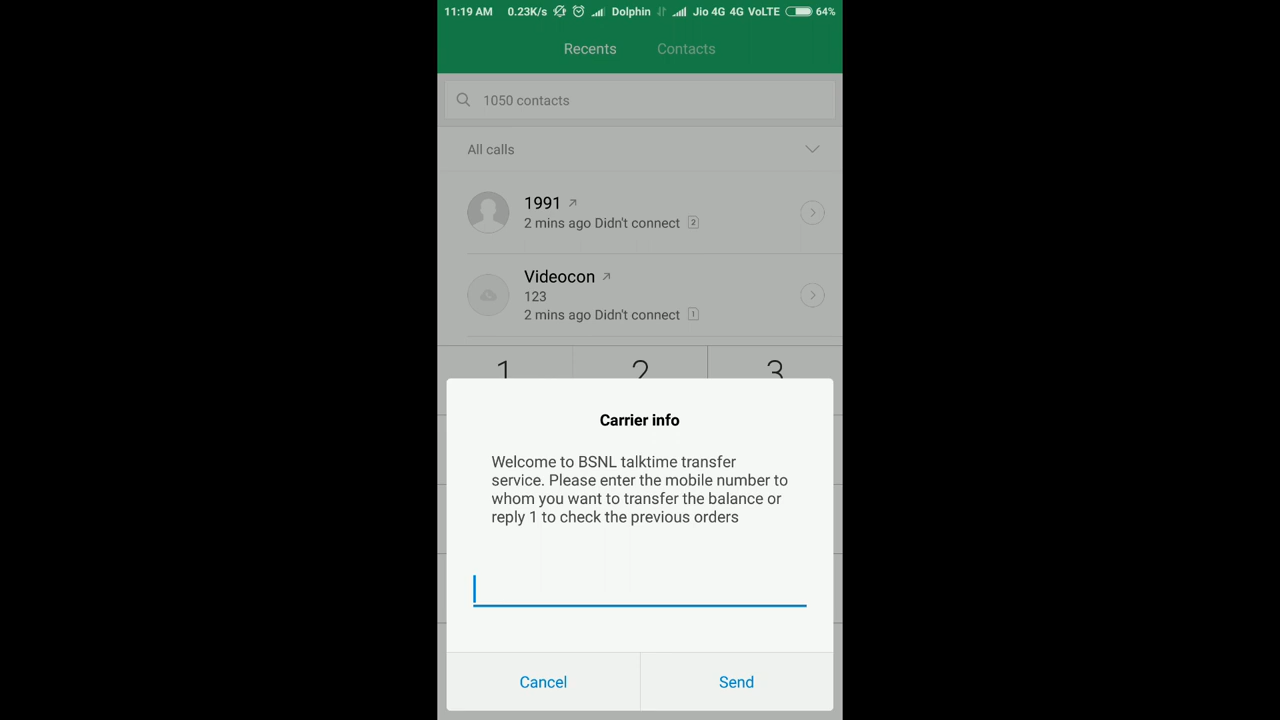 11:19 AM 0.23K/s Dolphin Jio 4G 4G VoLTE 64%
Recents Contacts
1050 contacts
All calls
1991
2 mins ago Didn't connect 2
Videocon
123
2 mins ago Didn't connect 1
1 2 3
Carrier info
Welcome to BSNL talktime transfer
service. Please enter the mobile number to
whom you want to transfer the balance or
reply 1 to check the previous orders
Cancel Send